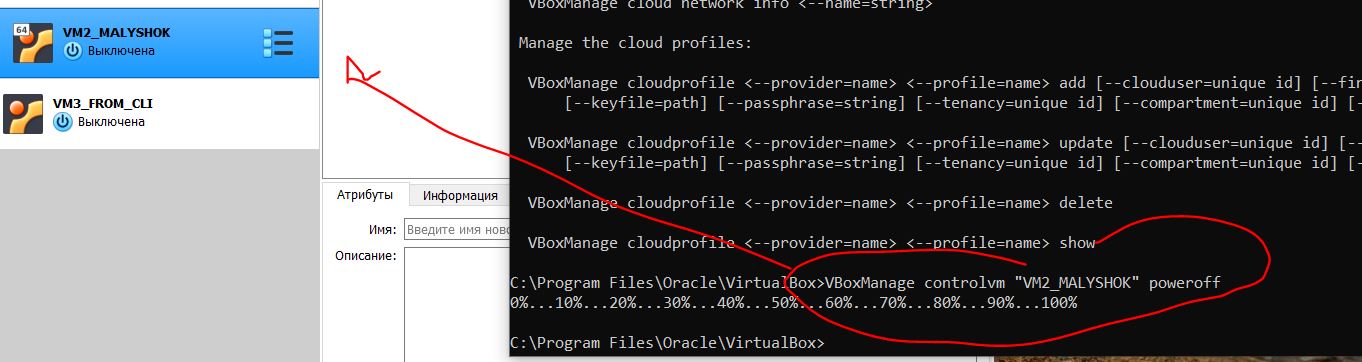 64
VM2_MALYSHOK
Выключена
VM3_FROM_CLI
Выключена
Атрибуты
Информация
Имя:
Введите имя ново
Описание:
VBoxManage cloud network info <--name=string>
Manage the cloud profiles:
VBoxManage cloudprofile <--provider=name> <--profile=name> add [--clouduser=unique id] [--fin
[--keyfile=path] [--passphrase=string] [--tenancy=unique id] [--compartment=unique id] [
VBoxManage cloudprofile <--provider=name> <--profile=name> update [--clouduser=unique id] [--
[--keyfile=path] [--passphrase=string] [--tenancy=unique id] [--compartment=unique id] [-
VBoxManage cloudprofile <--provider=name> <--profile=name> delete
VBoxManage cloudprofile <--provider=name> <--profile=name> show
C:\Program Files\Oracle\VirtualBox>VBoxManage controlvm "VM2_MALYSHOK" poweroff
0%...10%...20%...30%...40%...50%...60%...70%...80%...90%...100%
C:\Program Files\Oracle\VirtualBox>